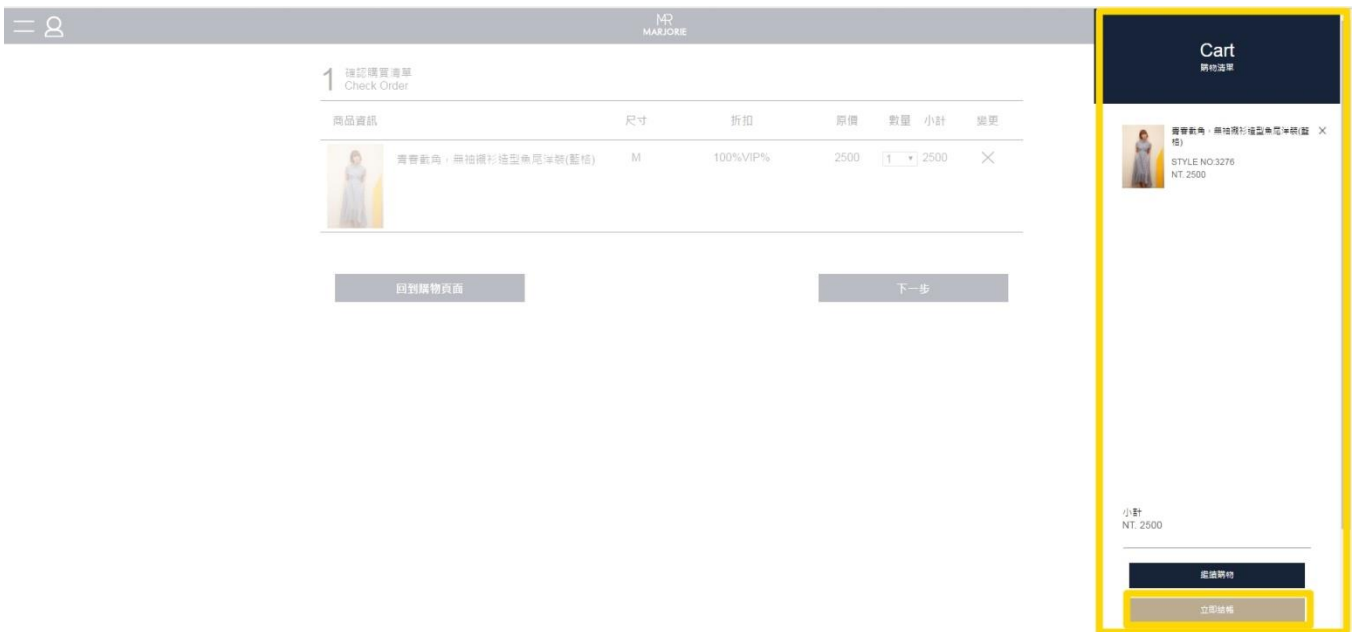 MR
MARJORIE
1 確認購買清單
Check Order
商品資訊 尺寸 折扣 原價 數量 小計 變更
青春截角，無袖襯衫造型魚尾洋裝(藍格) M 100%VIP% 2500 1 2500
回到購物頁面 下一步
Cart
購物清單
青春截角，無袖襯衫造型魚尾洋裝(藍
格)
STYLE NO:3276
NT. 2500
小計
NT. 2500
繼續購物
立即結帳